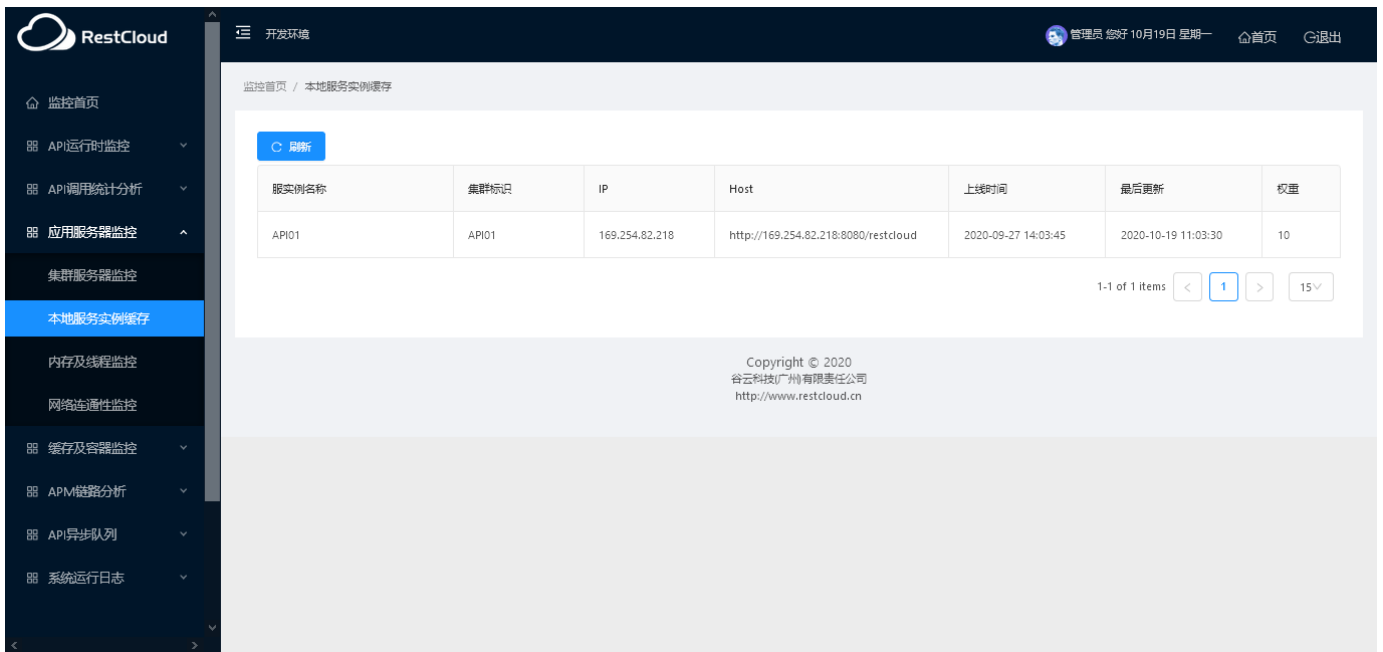 RestCloud
开发环境
管理员 您好 10月19日 星期一
首页
退出
监控首页
API运行时监控
API调用统计分析
应用服务器监控
集群服务器监控
本地服务实例缓存
内存及线程监控
网络连通性监控
缓存及容器监控
APM链路分析
API异步队列
系统运行日志
监控首页 / 本地服务实例缓存
刷新
服实例名称 集群标识 IP Host 上线时间 最后更新 权重
API01 API01 169.254.82.218 http://169.254.82.218:8080/restcloud 2020-09-27 14:03:45 2020-10-19 11:03:30 10
1-1 of 1 items < 1 > 15
Copyright © 2020
谷云科技(广州)有限责任公司
http://www.restcloud.cn